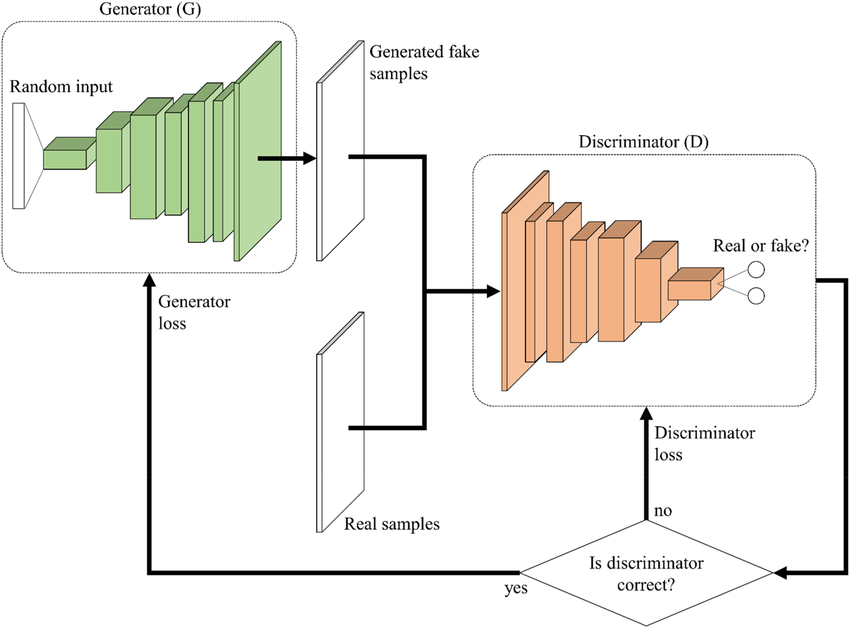 Generator (G)
Random input
Generated fake
samples
Discriminator (D)
Real or fake?
Generator
loss
Real samples
Discriminator
loss
no
Is discriminator
correct?
yes